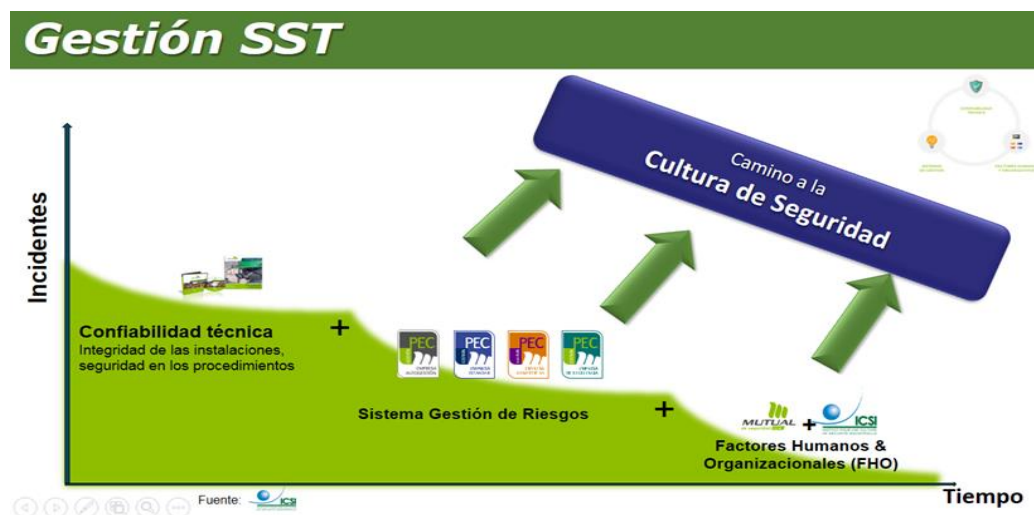 Gestión SST
Camino a la
Cultura de Seguridad
Incidentes
Confiabilidad técnica
Integridad de las instalaciones,
seguridad en los procedimientos
+
PEC
PEC
PEC
PEC
Sistema Gestión de Riesgos
+
MUTUAL + ICSI
Factores Humanos &
Organizacionales (FHO)
Tiempo
Fuente: ICSI